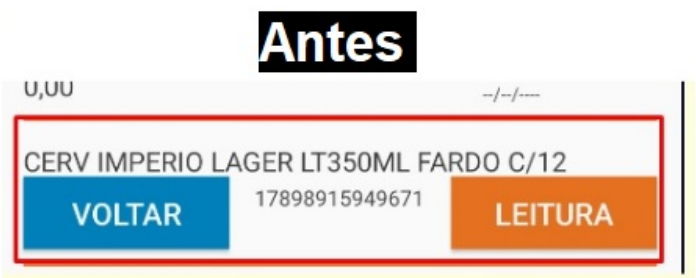 Antes
0,00 --/--/----
CERV IMPERIO LAGER LT350ML FARDO C/12
VOLTAR 17898915949671 LEITURA